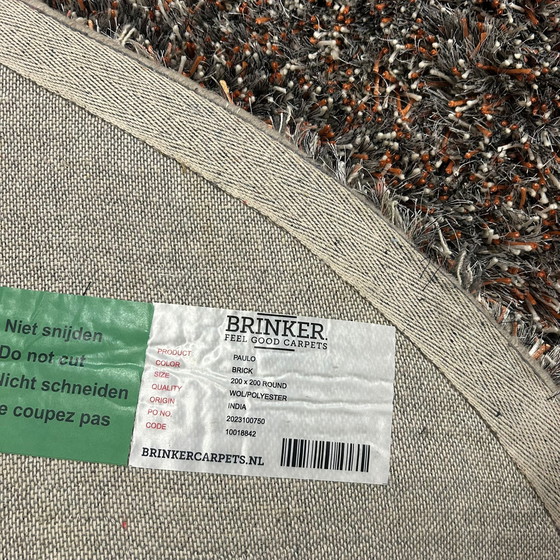 Niet snijden
Do not cut
licht schneiden
e coupez pas
BRINKER.
FEEL GOOD CARPETS
PRODUCT PAULO
COLOR BRICK
SIZE 200 x 200 ROUND
QUALITY WOL/POLYESTER
ORIGIN INDIA
PO NO. 2023100750
CODE 10018842
BRINKERCARPETS.NL